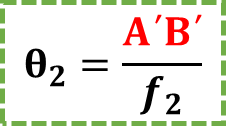 θ₂ = A′B′ / f₂